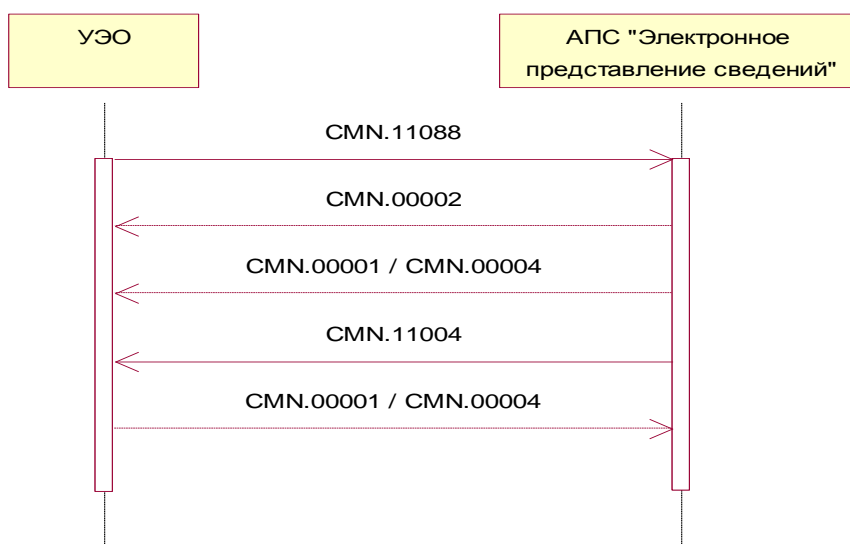 УЭО
АПС "Электронное
представление сведений"
CMN.11088
CMN.00002
CMN.00001 / CMN.00004
CMN.11004
CMN.00001 / CMN.00004